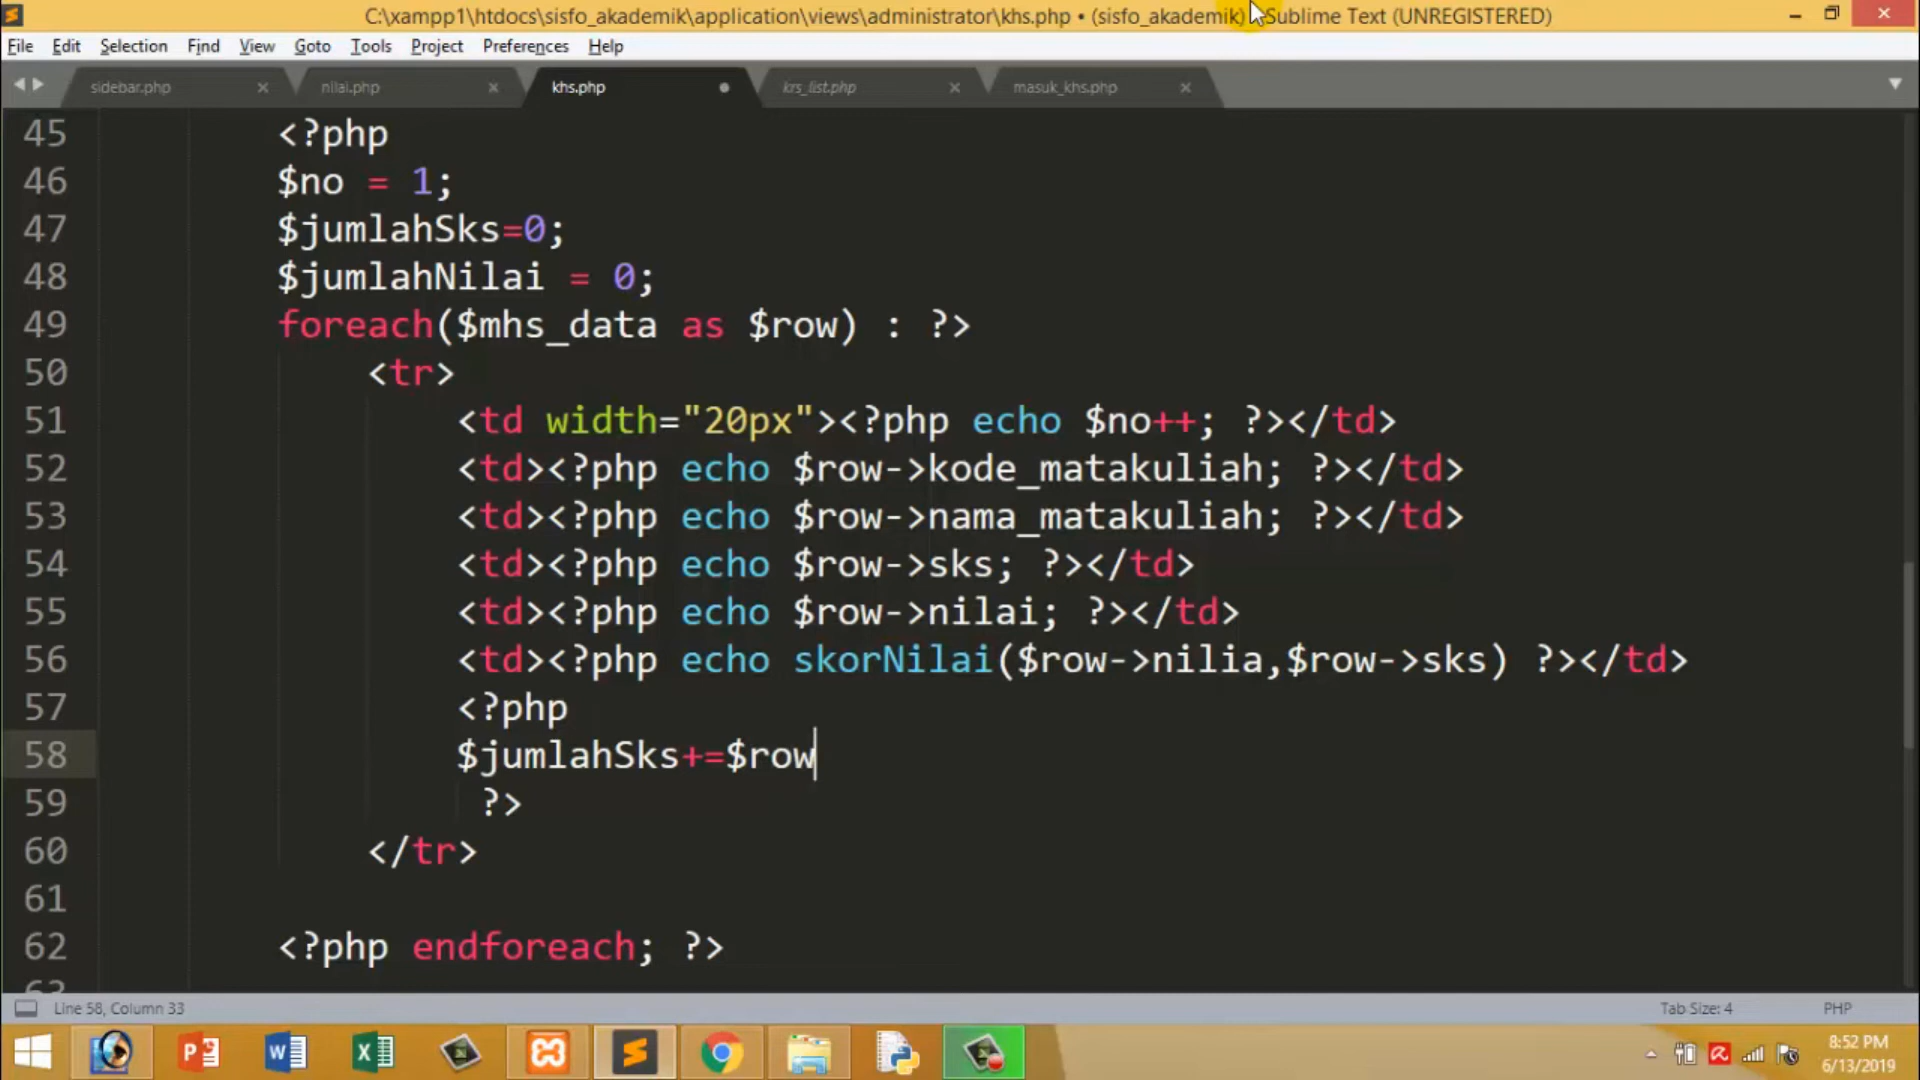 C:\xampp1\htdocs\sisfo_akademik\application\views\administrator\khs.php • (sisfo_akademik) - Sublime Text (UNREGISTERED)
File Edit Selection Find View Goto Tools Project Preferences Help
sidebar.php nilai.php khs.php krs_list.php masuk_khs.php
45 <?php
46 $no = 1;
47 $jumlahSks=0;
48 $jumlahNilai = 0;
49 foreach($mhs_data as $row) : ?>
50 <tr>
51 <td width="20px"><?php echo $no++; ?></td>
52 <td><?php echo $row->kode_matakuliah; ?></td>
53 <td><?php echo $row->nama_matakuliah; ?></td>
54 <td><?php echo $row->sks; ?></td>
55 <td><?php echo $row->nilai; ?></td>
56 <td><?php echo skorNilai($row->nilia,$row->sks) ?></td>
57 <?php
58 $jumlahSks+=$row
59 ?>
60 </tr>
61
62 <?php endforeach; ?>
63
Line 58, Column 33 Tab Size: 4 PHP
8:52 PM
6/13/2019